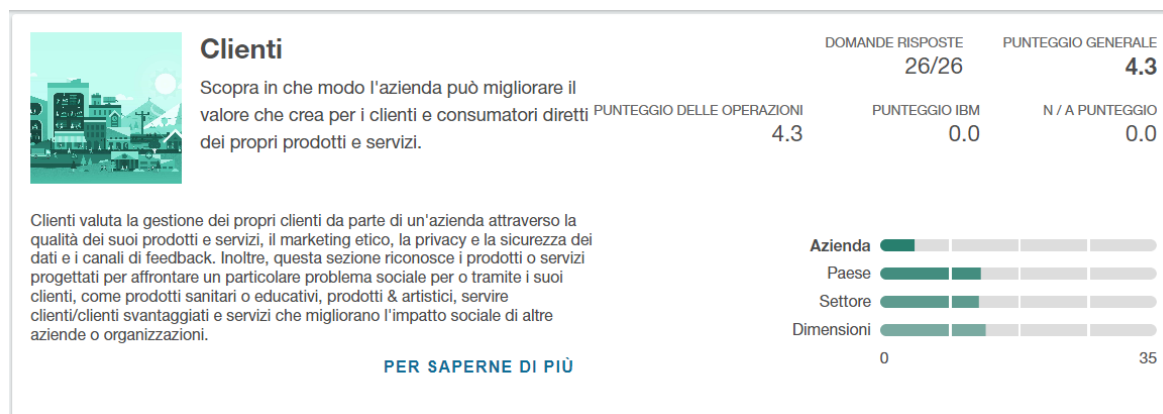 Clienti
Scopra in che modo l'azienda può migliorare il
valore che crea per i clienti e consumatori diretti
dei propri prodotti e servizi.
DOMANDE RISPOSTE
26/26
PUNTEGGIO GENERALE
4.3
PUNTEGGIO DELLE OPERAZIONI
4.3
PUNTEGGIO IBM
0.0
N / A PUNTEGGIO
0.0
Clienti valuta la gestione dei propri clienti da parte di un'azienda attraverso la
qualità dei suoi prodotti e servizi, il marketing etico, la privacy e la sicurezza dei
dati e i canali di feedback. Inoltre, questa sezione riconosce i prodotti o servizi
progettati per affrontare un particolare problema sociale per o tramite i suoi
clienti, come prodotti sanitari o educativi, prodotti & artistici, servire
clienti/clienti svantaggiati e servizi che migliorano l'impatto sociale di altre
aziende o organizzazioni.
PER SAPERNE DI PIÙ
Azienda
Paese
Settore
Dimensioni
0
35